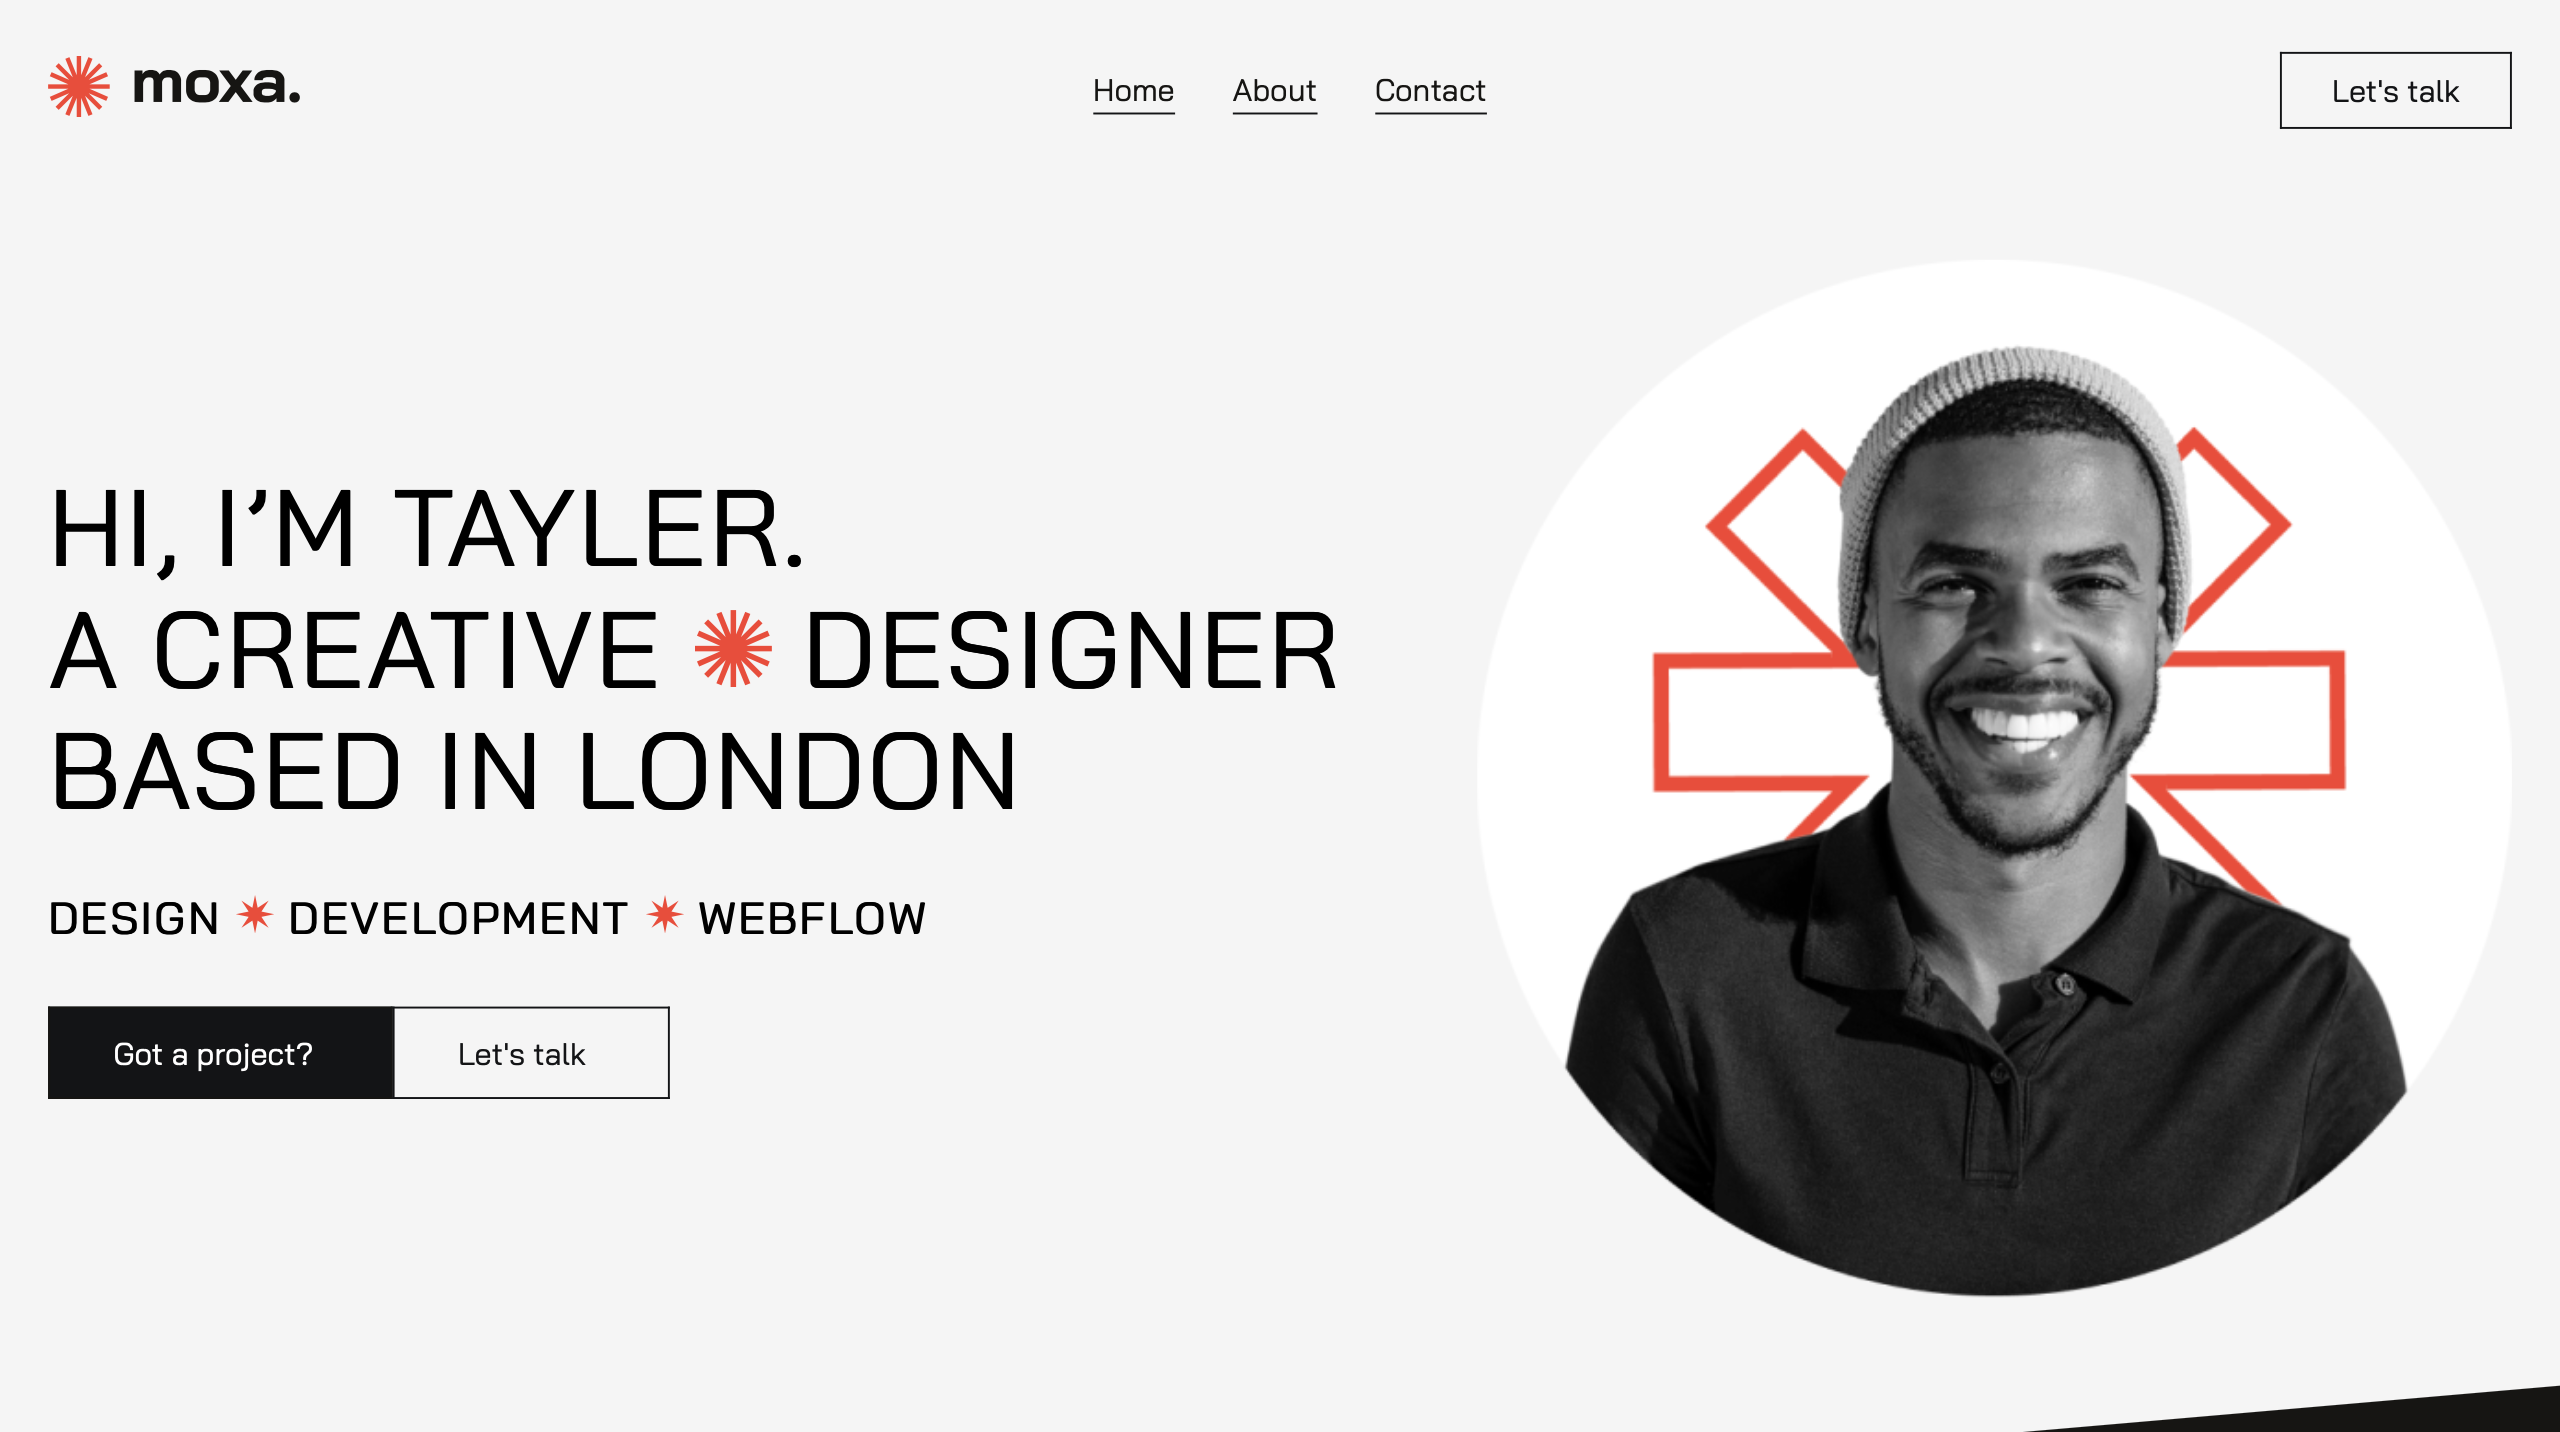 moxa.
Home About Contact
Let's talk
HI, I’M TAYLER.
A CREATIVE DESIGNER
BASED IN LONDON
DESIGN DEVELOPMENT WEBFLOW
Got a project? Let's talk